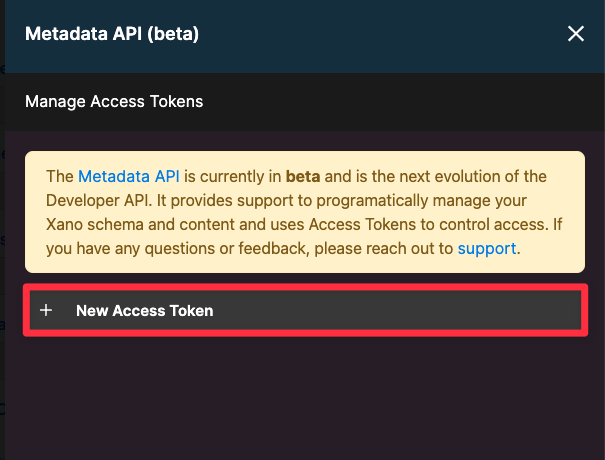 Metadata API (beta)
Manage Access Tokens
The Metadata API is currently in beta and is the next evolution of the
Developer API. It provides support to programatically manage your
Xano schema and content and uses Access Tokens to control access. If
you have any questions or feedback, please reach out to support.
+ New Access Token